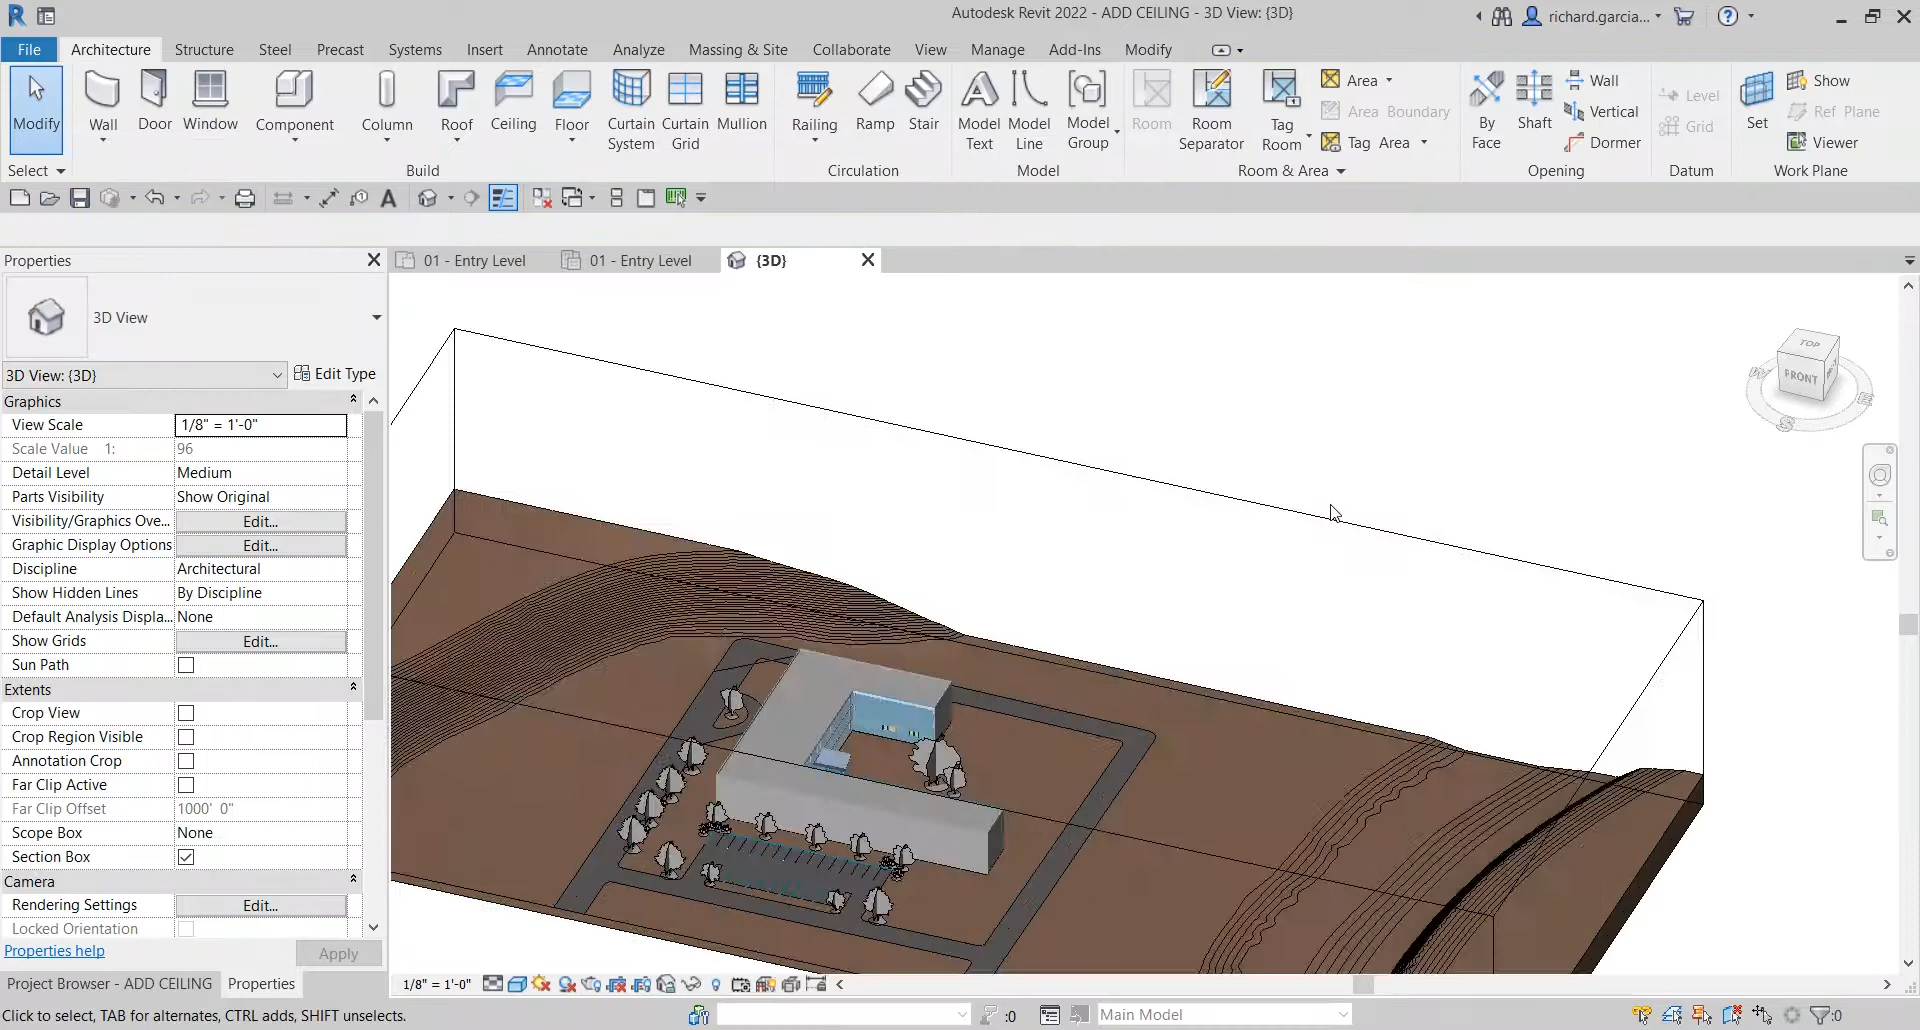 Autodesk Revit 2022 - ADD CEILING - 3D View: {3D}
richard.garcia...
File Architecture Structure Steel Precast Systems Insert Annotate Analyze Massing & Site Collaborate View Manage Add-Ins Modify
Modify
Wall
Door
Window
Component
Column
Roof
Ceiling
Floor
Curtain
System
Curtain
Grid
Mullion
Railing
Ramp
Stair
Model
Text
Model
Line
Model
Group
Room
Room
Separator
Tag
Room
Area
Area Boundary
Tag Area
By
Face
Shaft
Wall
Vertical
Dormer
Level
Grid
Set
Show
Ref Plane
Viewer
Select Build Circulation Model Room & Area Opening Datum Work Plane
Properties
01 - Entry Level
01 - Entry Level
{3D}
3D View
3D View: {3D}
Edit Type
Graphics
View Scale 1/8" = 1'-0"
Scale Value 1: 96
Detail Level Medium
Parts Visibility Show Original
Visibility/Graphics Ove... Edit...
Graphic Display Options Edit...
Discipline Architectural
Show Hidden Lines By Discipline
Default Analysis Displa... None
Show Grids Edit...
Sun Path
Extents
Crop View
Crop Region Visible
Annotation Crop
Far Clip Active
Far Clip Offset 1000' 0"
Scope Box None
Section Box
Camera
Rendering Settings Edit...
Locked Orientation
Properties help
Apply
Project Browser - ADD CEILING
Properties
TOP
FRONT
W
E
S
1/8" = 1'-0"
Click to select, TAB for alternates, CTRL adds, SHIFT unselects.
:0
Main Model
:0